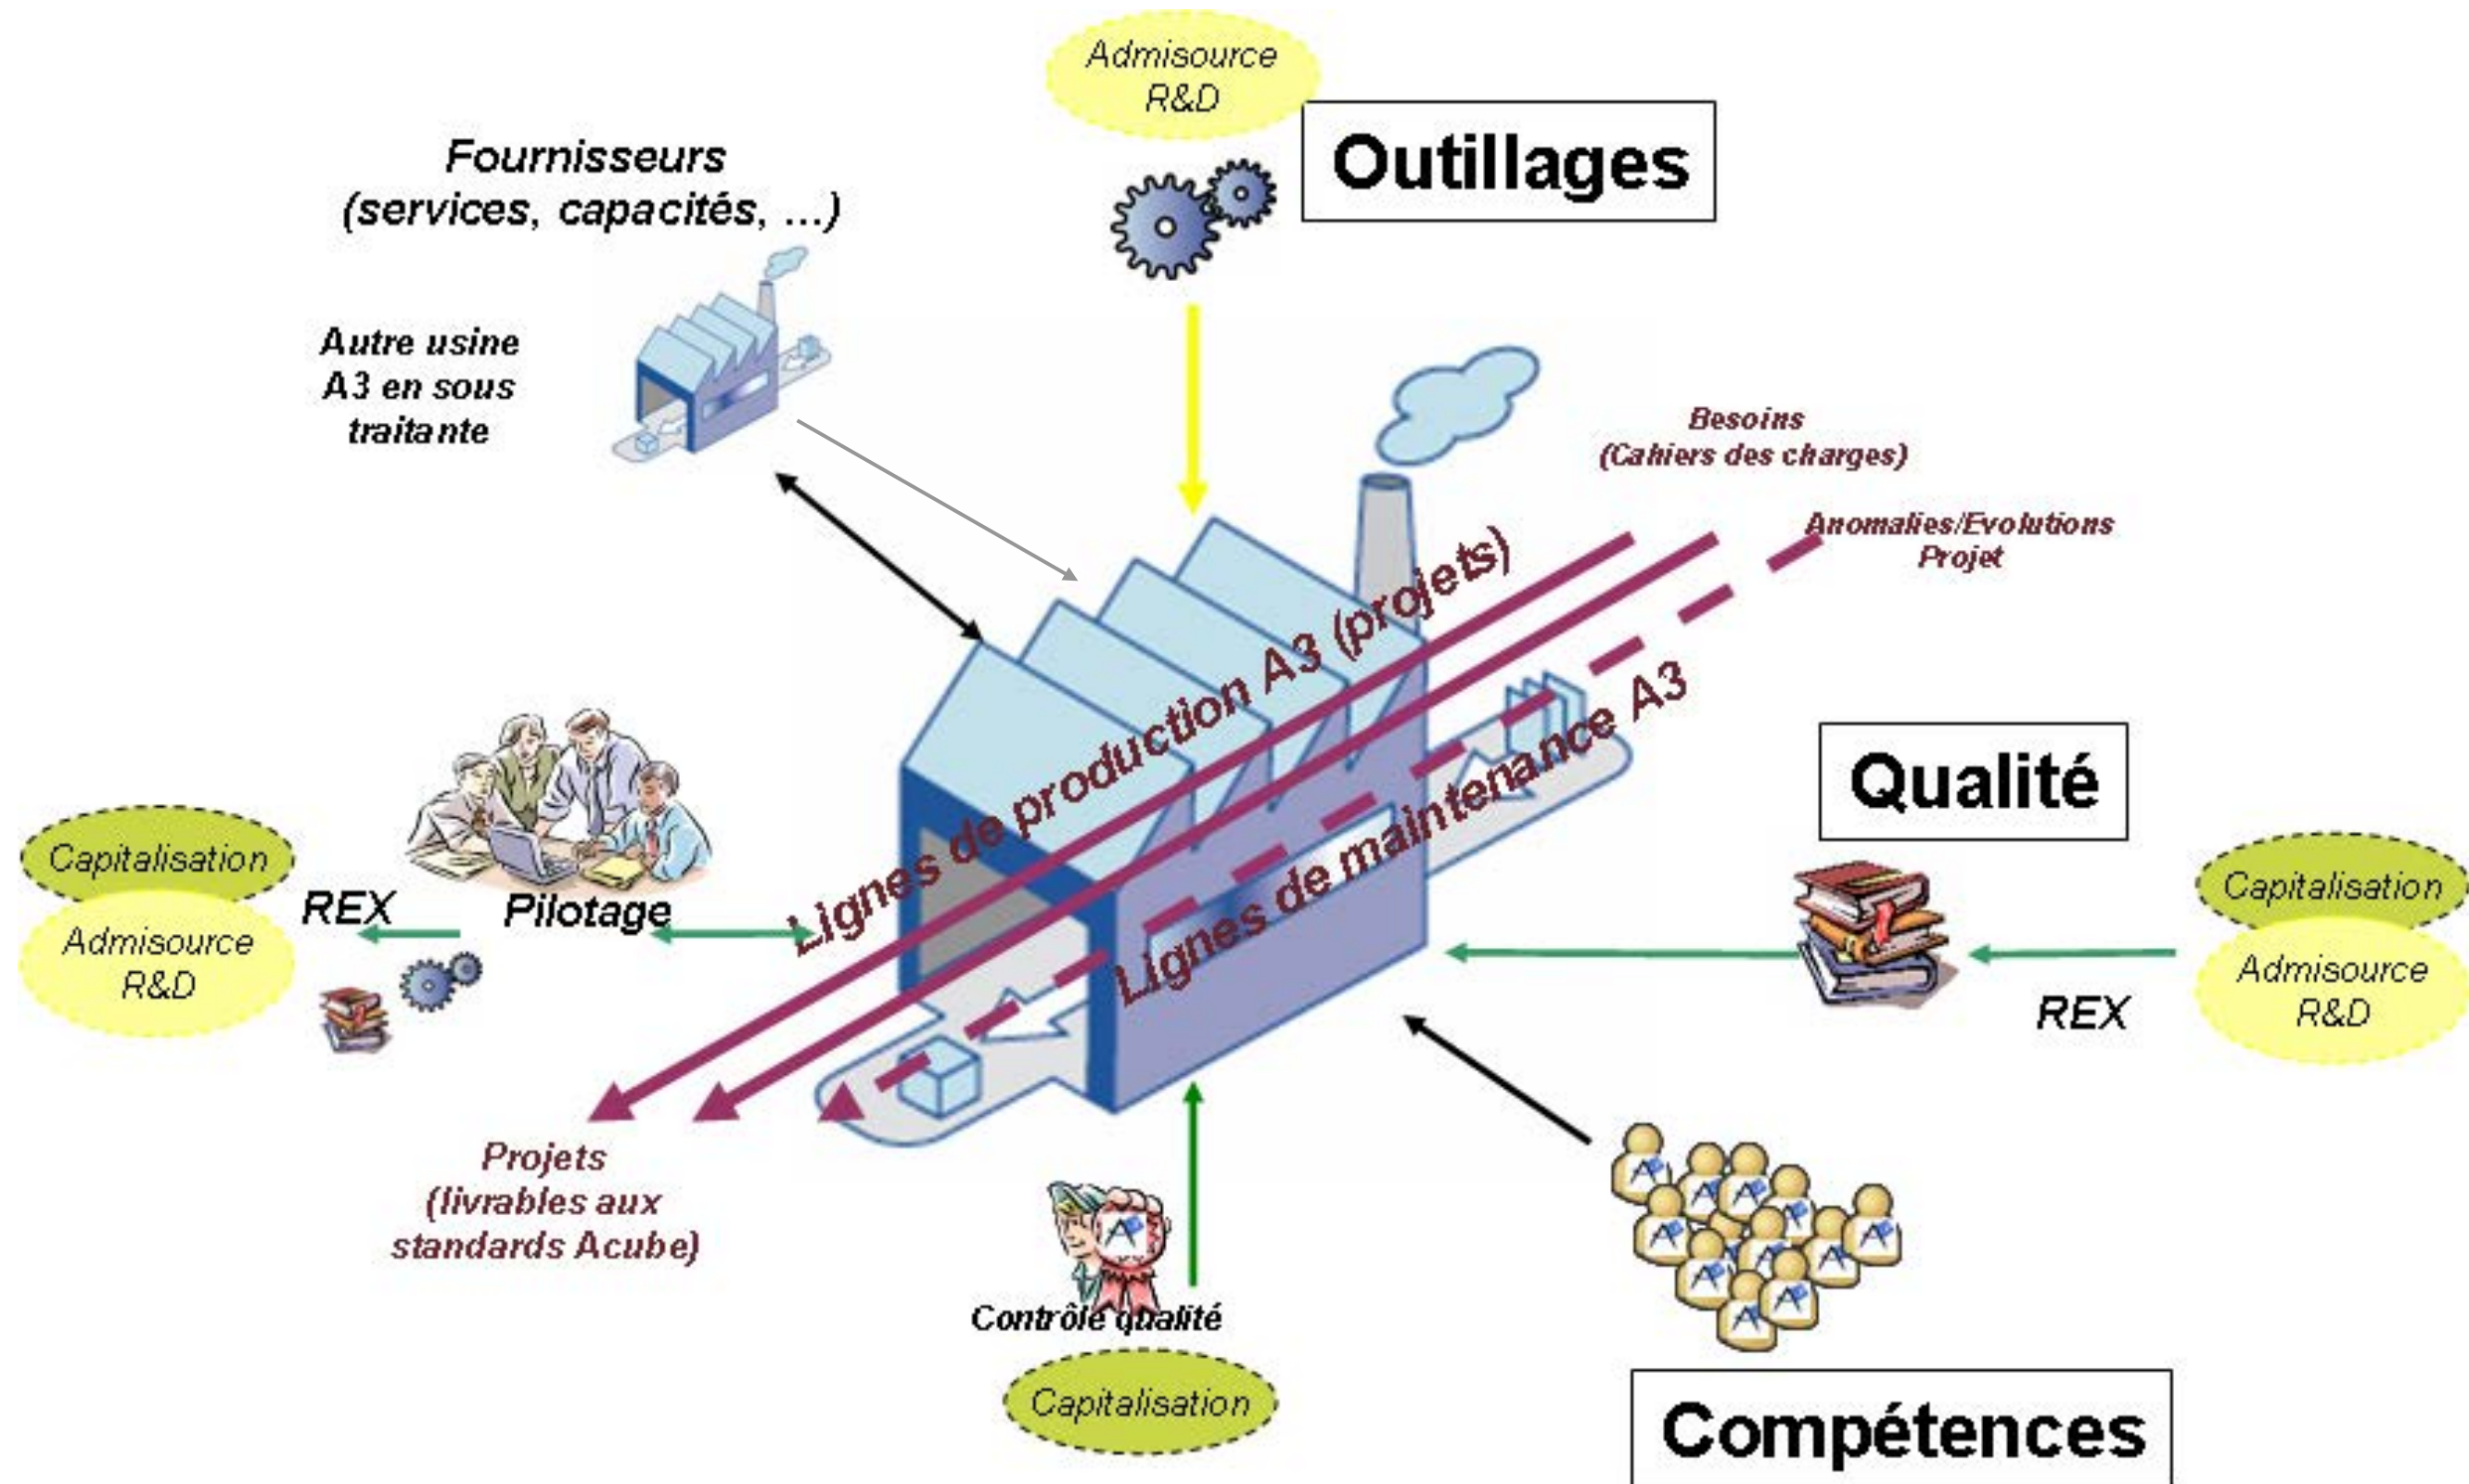 Admisource
R&D
Outillages
Fournisseurs
(services, capacités, ...)
Autre usine
A3 en sous
traitante
Besoins
(Cahiers des charges)
Anomalies/Evolutions
Projet
Lignes de production A3 (projets)
Lignes de maintenance A3
Qualité
Capitalisation
Admisource
R&D
REX
Pilotage
Capitalisation
Admisource
R&D
REX
Projets
(livrables aux
standards Acube)
Contrôle qualité
Capitalisation
Compétences